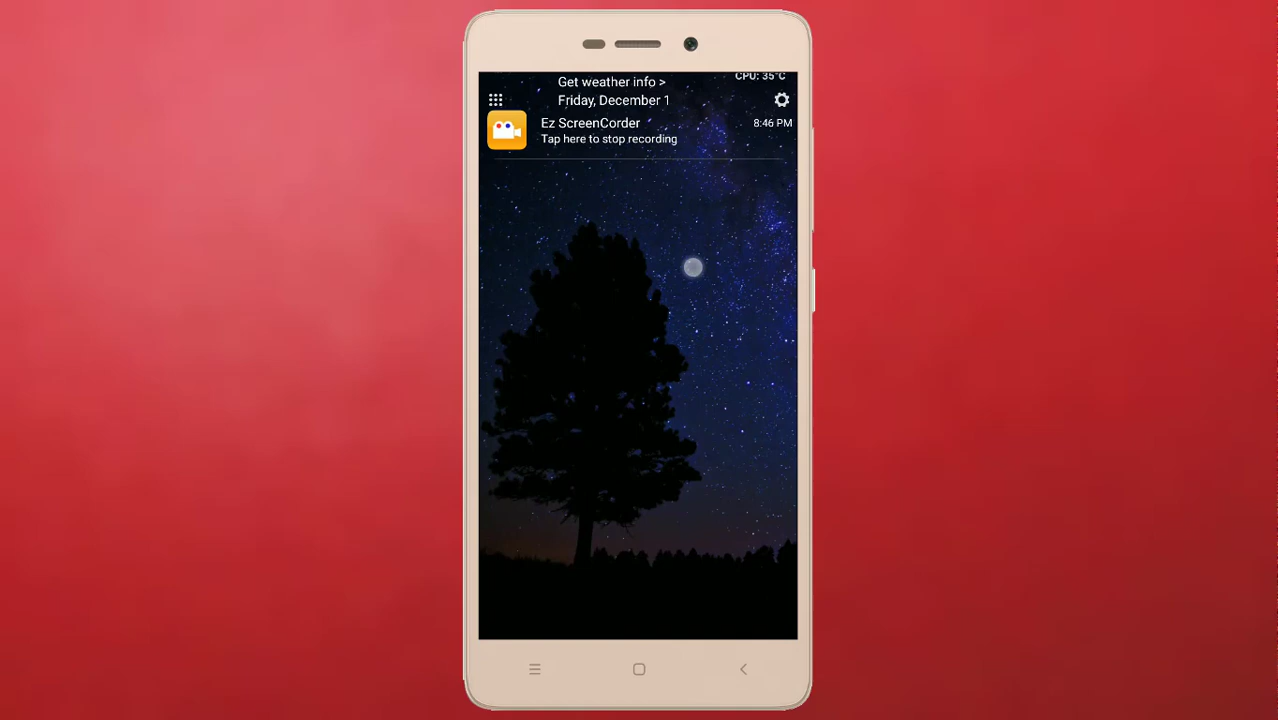 CPU: 35°C
Get weather info >
Friday, December 1
Ez ScreenCorder
8:46 PM
Tap here to stop recording